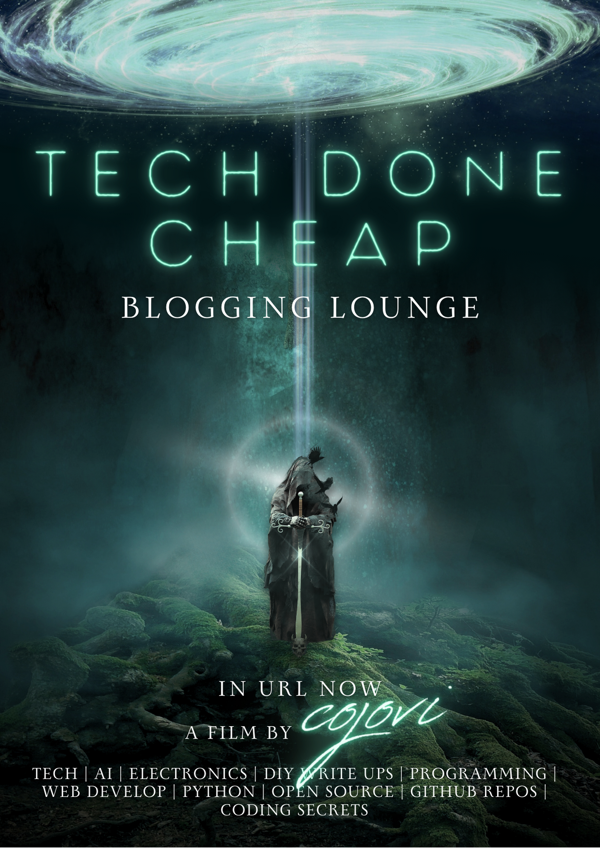 TECH DONE
CHEAP
BLOGGING LOUNGE
IN URL NOW
A FILM BY cojovi
TECH | AI | ELECTRONICS | DIY WRITE UPS | PROGRAMMING |
WEB DEVELOP | PYTHON | OPEN SOURCE | GITHUB REPOS |
CODING SECRETS